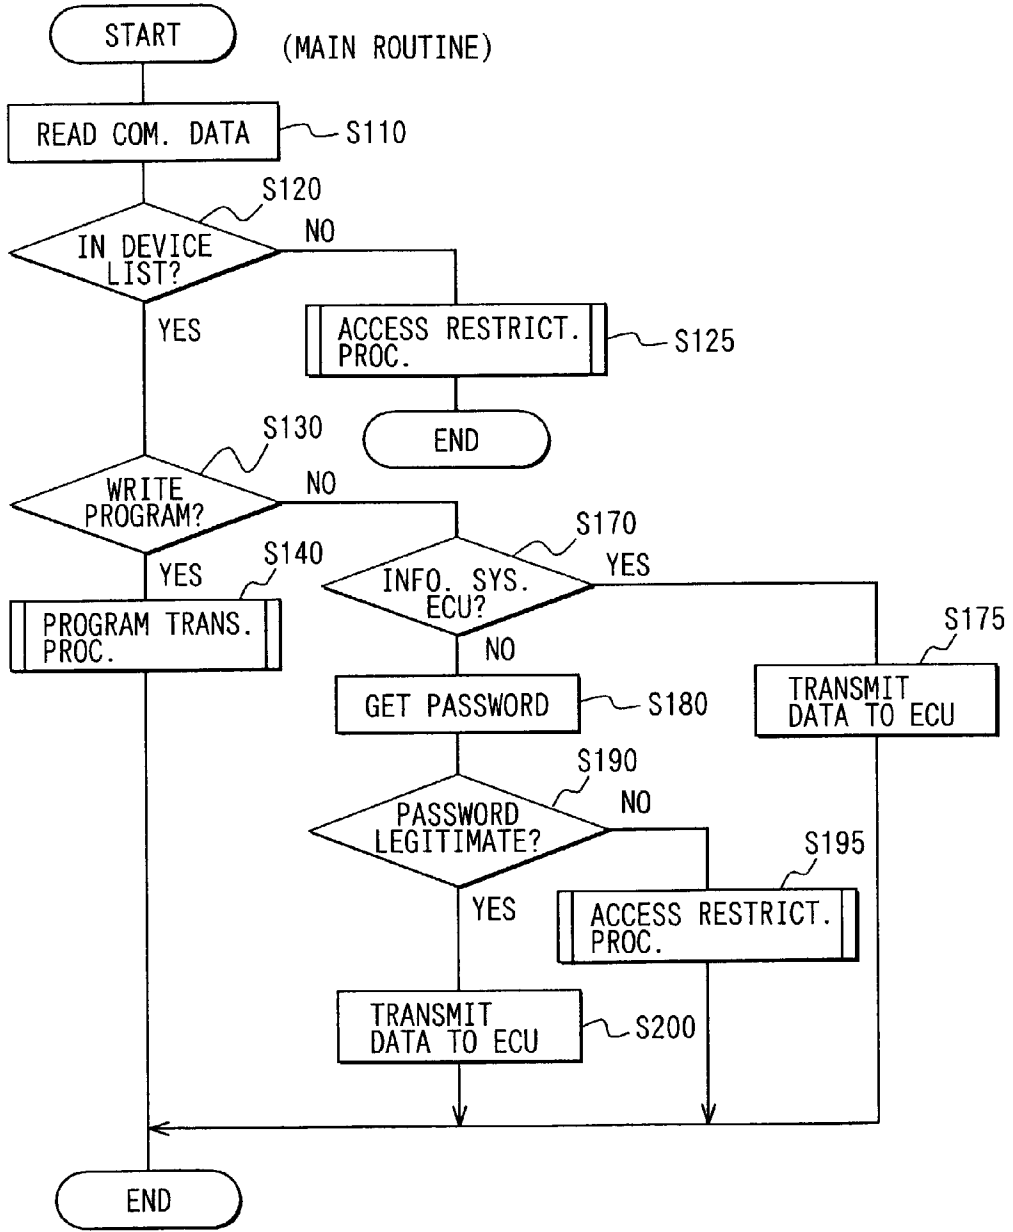 START
(MAIN ROUTINE)
READ COM. DATA
S110
S120
IN DEVICE
LIST?
NO
YES
ACCESS RESTRICT.
PROC.
S125
END
S130
WRITE
PROGRAM?
NO
YES
S140
PROGRAM TRANS.
PROC.
S170
INFO. SYS.
ECU?
YES
NO
S175
TRANSMIT
DATA TO ECU
GET PASSWORD
S180
S190
PASSWORD
LEGITIMATE?
NO
YES
S195
ACCESS RESTRICT.
PROC.
TRANSMIT
DATA TO ECU
S200
END